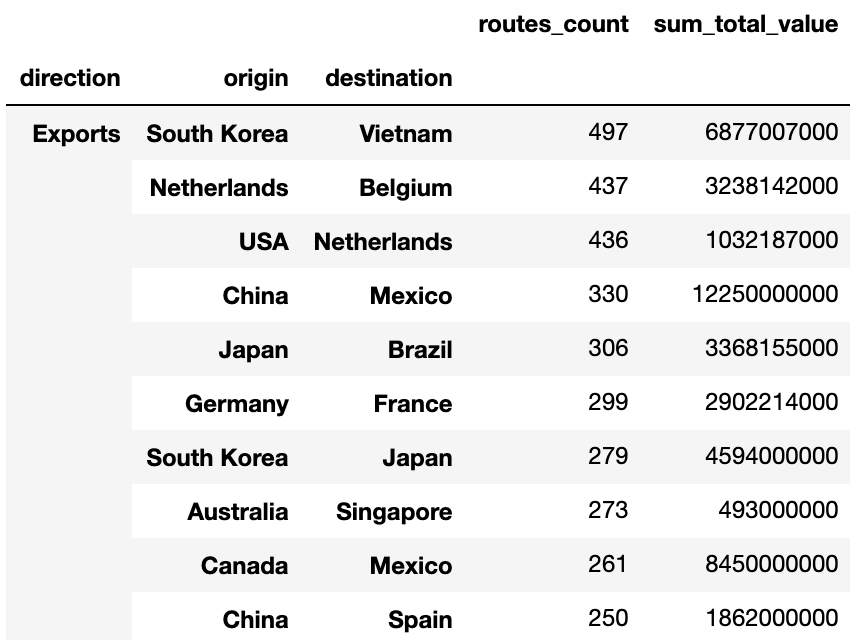 routes_count sum_total_value
direction origin destination
Exports South Korea Vietnam 497 6877007000
Netherlands Belgium 437 3238142000
USA Netherlands 436 1032187000
China Mexico 330 12250000000
Japan Brazil 306 3368155000
Germany France 299 2902214000
South Korea Japan 279 4594000000
Australia Singapore 273 493000000
Canada Mexico 261 8450000000
China Spain 250 1862000000